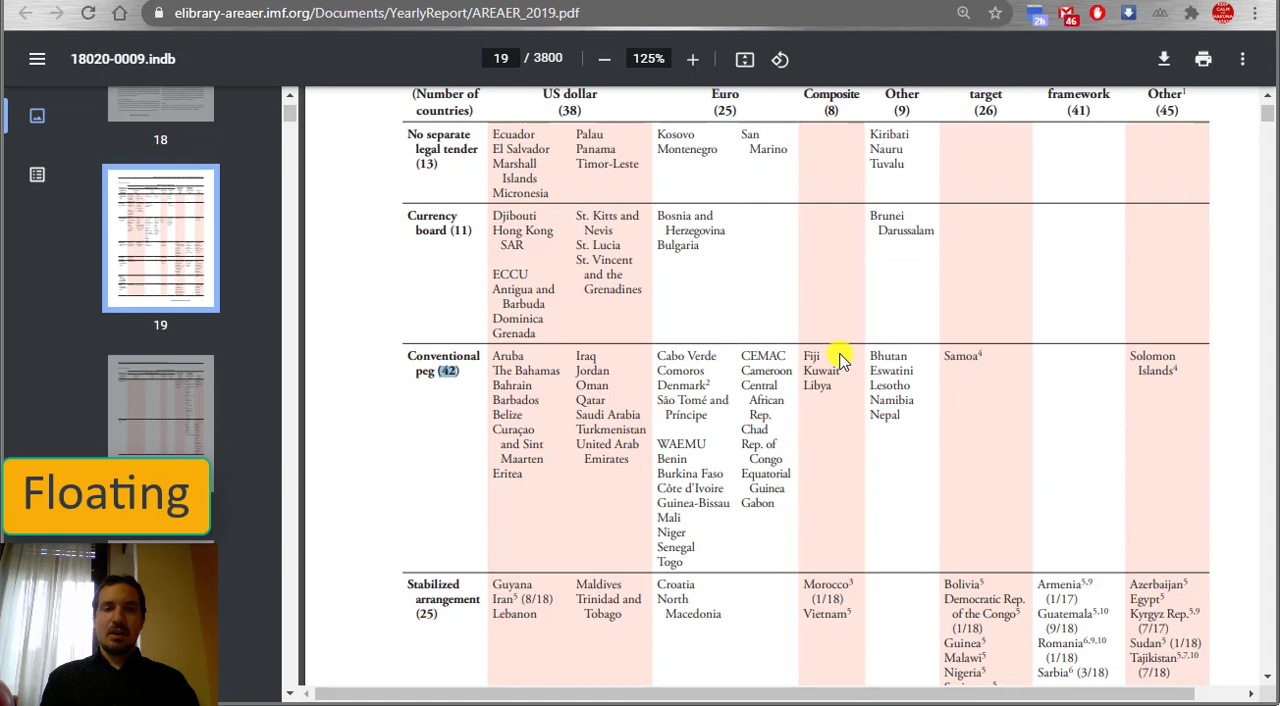 elibrary-areaer.imf.org/Documents/YearlyReport/AREAER_2019.pdf
2h
46
18020-0009.indb
19 / 3800
125%
18
19
Floating
(Number of countries)
US dollar (38)
Euro (25)
Composite (8)
Other (9)
target (26)
framework (41)
Other1 (45)
No separate
legal tender
(13)
Ecuador
El Salvador
Marshall
Islands
Micronesia
Palau
Panama
Timor-Leste
Kosovo
Montenegro
San
Marino
Kiribati
Nauru
Tuvalu
Currency
board (11)
Djibouti
Hong Kong
SAR
ECCU
Antigua and
Barbuda
Dominica
Grenada
St. Kitts and
Nevis
St. Lucia
St. Vincent
and the
Grenadines
Bosnia and
Herzegovina
Bulgaria
Brunei
Darussalam
Conventional
peg (42)
Aruba
The Bahamas
Bahrain
Barbados
Belize
Curaçao
and Sint
Maarten
Eritea
Iraq
Jordan
Oman
Qatar
Saudi Arabia
Turkmenistan
United Arab
Emirates
Cabo Verde
Comoros
Denmark2
São Tomé and
Príncipe
WAEMU
Benin
Burkina Faso
Côte d'Ivoire
Guinea-Bissau
Mali
Niger
Senegal
Togo
CEMAC
Cameroon
Central
African
Rep.
Chad
Rep. of
Congo
Equatorial
Guinea
Gabon
Fiji
Kuwait
Libya
Bhutan
Eswatini
Lesotho
Namibia
Nepal
Samoa4
Solomon
Islands4
Stabilized
arrangement
(25)
Guyana
Iran5 (8/18)
Lebanon
Maldives
Trinidad and
Tobago
Croatia
North
Macedonia
Morocco3
(1/18)
Vietnam5
Bolivia5
Democratic Rep.
of the Congo5
(1/18)
Guinea5
Malawi5
Nigeria5
Armenia5,9
(1/17)
Guatemala5,10
(9/18)
Romania6,9,10
(1/18)
Sarbia6 (3/18)
Azerbaijan5
Egypt5
Kyrgyz Rep.5,9
(7/17)
Sudan5 (1/18)
Tajikistan5,7,10
(7/18)